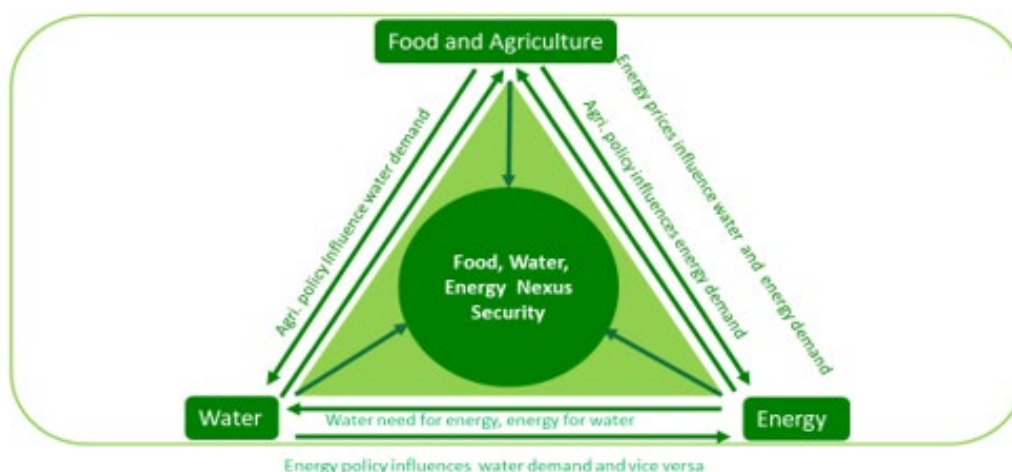 Food and Agriculture
Energy prices influence water and energy demand
Agri. policy influences energy demand
Agri. policy Influence water demand
Food, Water,
Energy Nexus
Security
Water
Water need for energy, energy for water
Energy
Energy policy influences water demand and vice versa